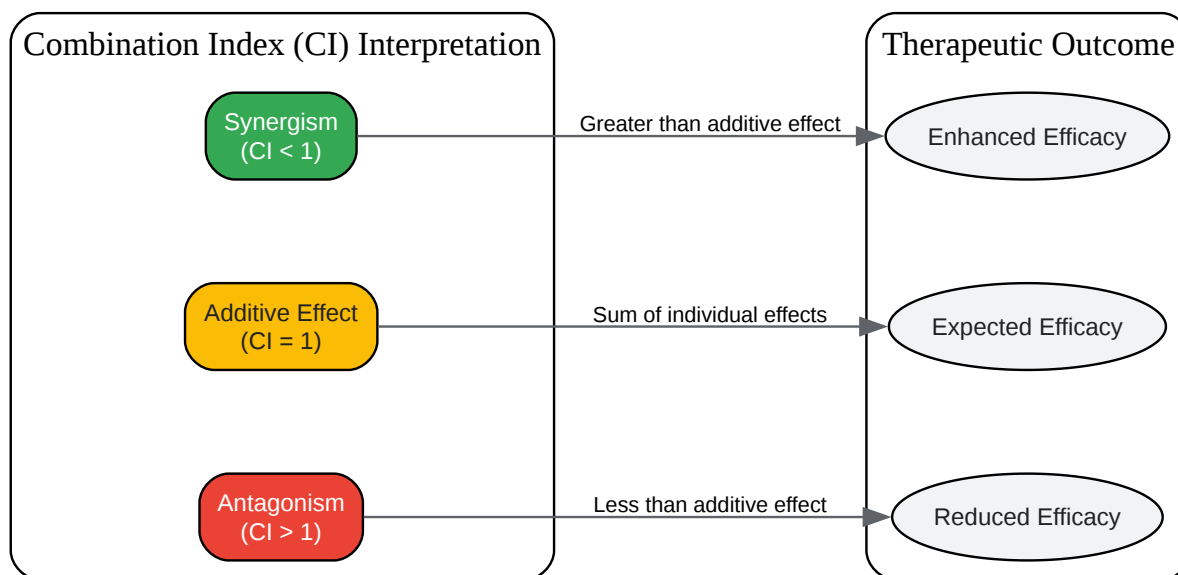 Combination Index (CI) Interpretation
Therapeutic Outcome
Synergism
(CI < 1)
Greater than additive effect
Enhanced Efficacy
Additive Effect
(CI = 1)
Sum of individual effects
Expected Efficacy
Antagonism
(CI > 1)
Less than additive effect
Reduced Efficacy